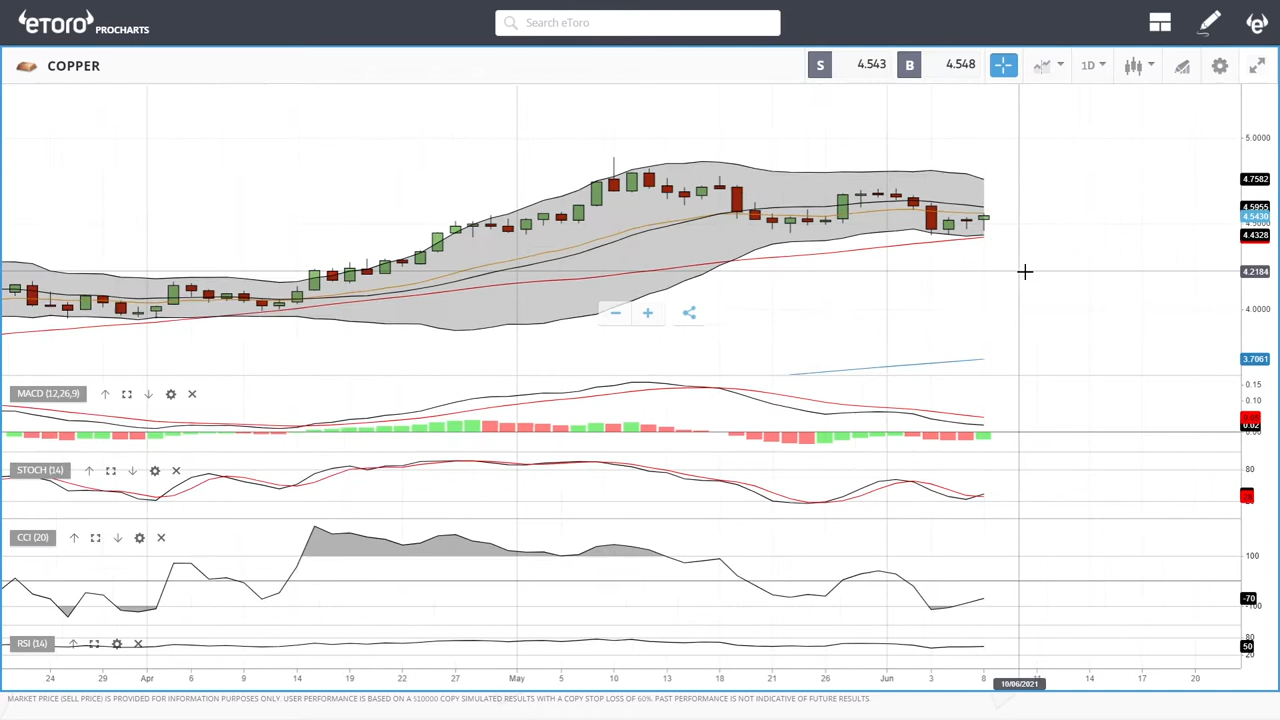 eToro PROCHARTS
Search eToro
COPPER
S 4.543 B 4.548
1D
5.0000
4.7582
4.5955
4.5430
4.4328
4.2184
4.0000
3.7061
MACD (12,26,9)
0.15
0.10
0.02
STOCH (14)
80
CCI (20)
100
-70
-100
RSI (14)
80
50
20
24 Apr 6 9 14 19 22 27 May 5 10 13 18 21 26 Jun 3 8 14 17 20
10/06/2021
MARKET PRICE (SELL PRICE) IS PROVIDED FOR INFORMATION PURPOSES ONLY. USER PERFORMANCE IS BASED ON A $10000 COPY SIMULATED RESULTS WITH A COPY STOP LOSS OF 60%. PAST PERFORMANCE IS NOT INDICATIVE OF FUTURE RESULTS.